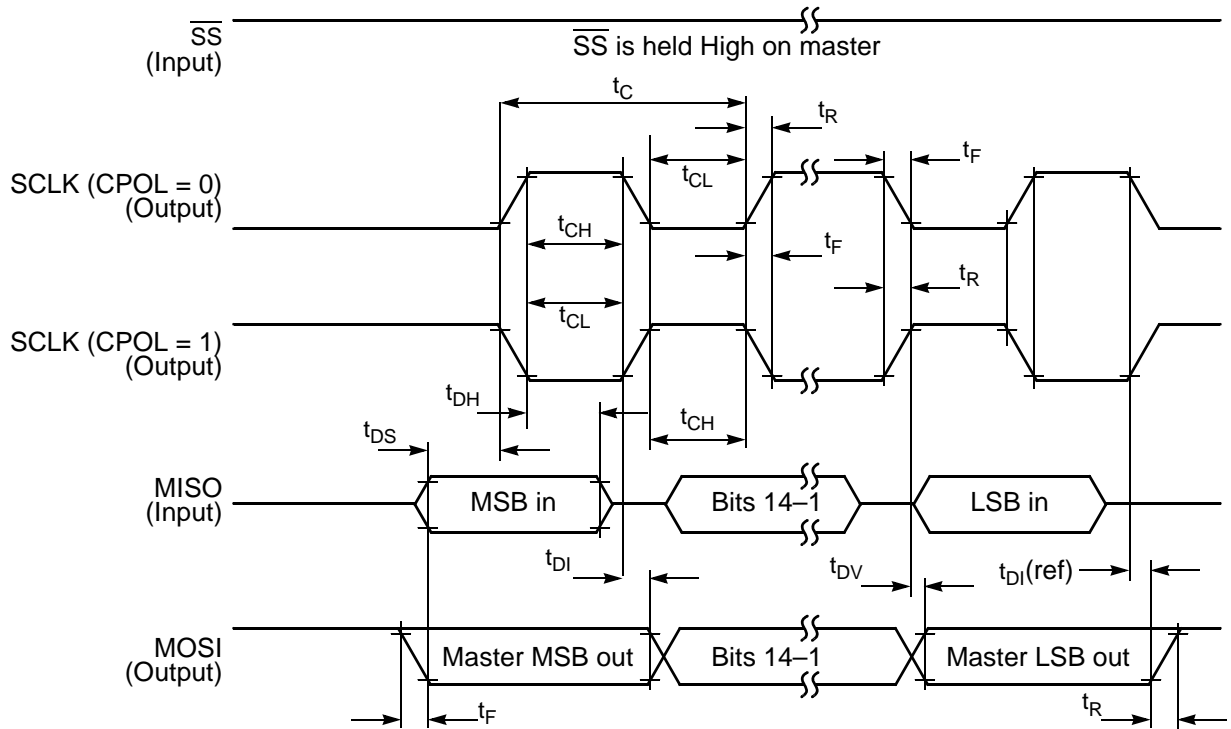 SS
(Input)
SS is held High on master
tC
tR
tF
SCLK (CPOL = 0)
(Output)
tCL
tCH
tF
tR
tCL
SCLK (CPOL = 1)
(Output)
tDH
tCH
tDS
MISO
(Input)
MSB in
Bits 14–1
LSB in
tDI
tDV
tDI(ref)
MOSI
(Output)
Master MSB out
Bits 14–1
Master LSB out
tF
tR